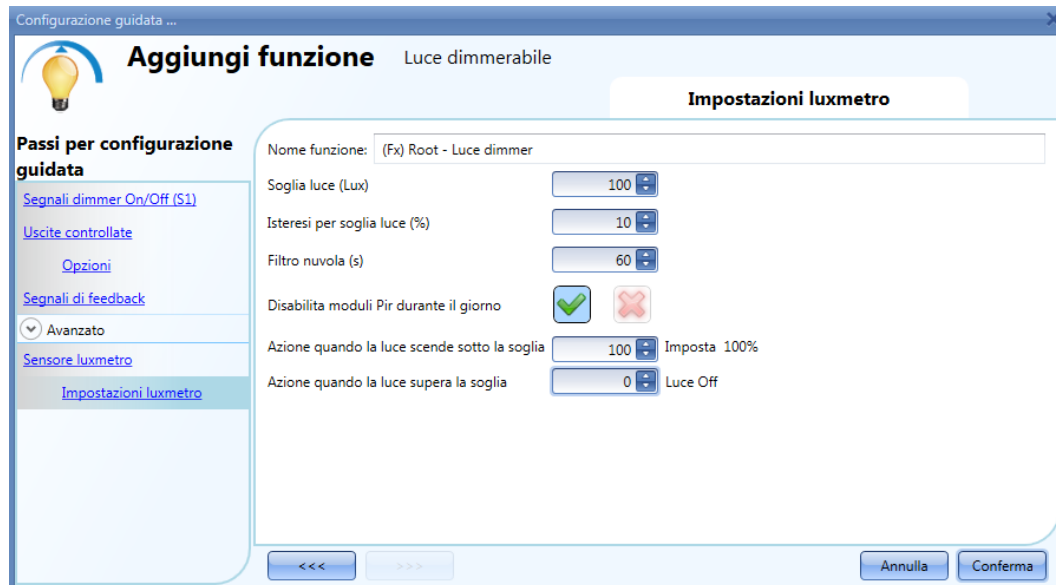 Configurazione guidata ...
Aggiungi funzione Luce dimmerabile
Impostazioni luxmetro
Passi per configurazione
guidata
Segnali dimmer On/Off (S1)
Uscite controllate
Opzioni
Segnali di feedback
Avanzato
Sensore luxmetro
Impostazioni luxmetro
Nome funzione: (Fx) Root - Luce dimmer
Soglia luce (Lux) 100
Isteresi per soglia luce (%) 10
Filtro nuvola (s) 60
Disabilita moduli Pir durante il giorno
Azione quando la luce scende sotto la soglia 100 Imposta 100%
Azione quando la luce supera la soglia 0 Luce Off
<<< >>> Annulla Conferma